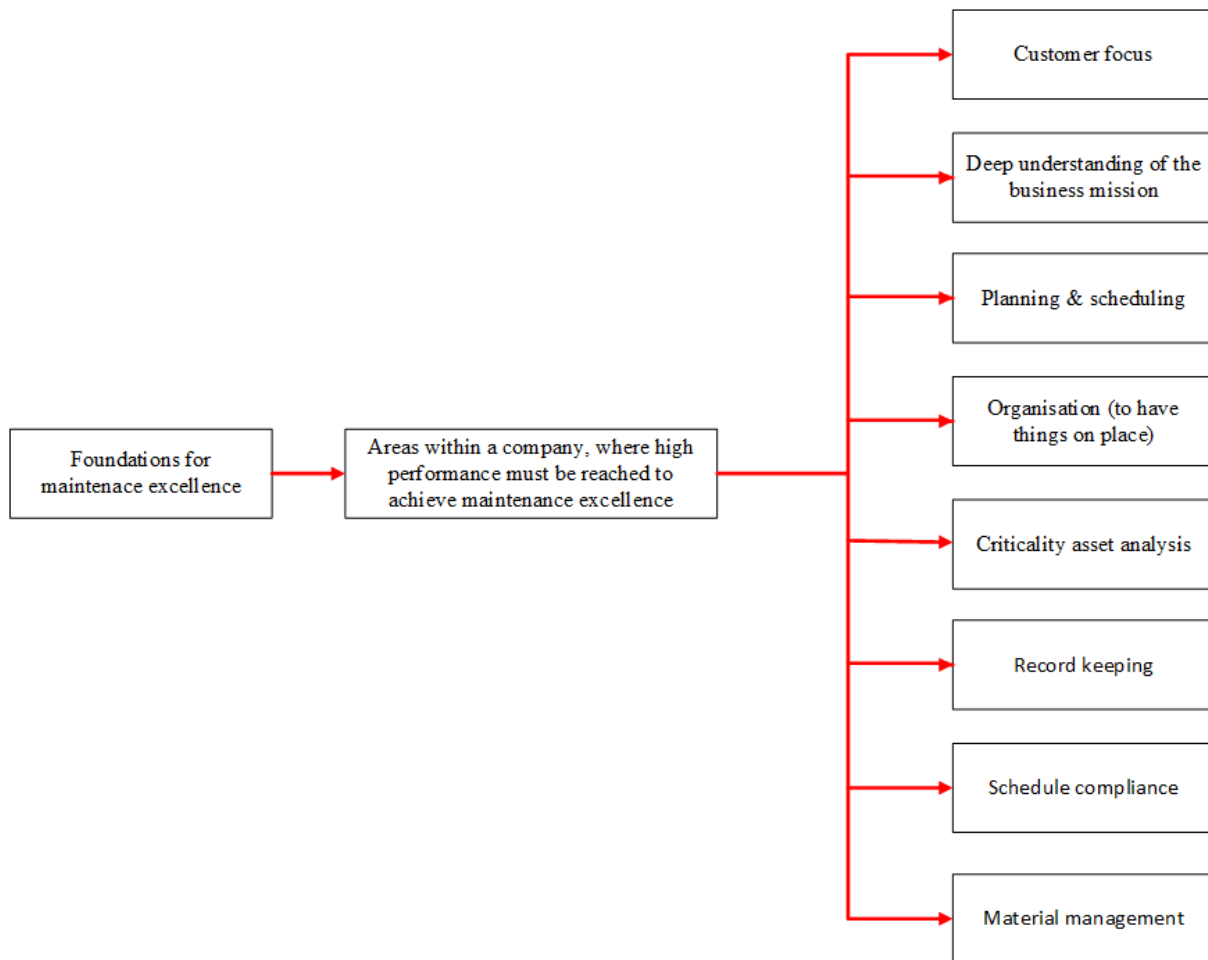 Customer focus
Deep understanding of the
business mission
Planning & scheduling
Organisation (to have
things on place)
Foundations for
maintenace excellence
Areas within a company, where high
performance must be reached to
achieve maintenance excellence
Criticality asset analysis
Record keeping
Schedule compliance
Material management